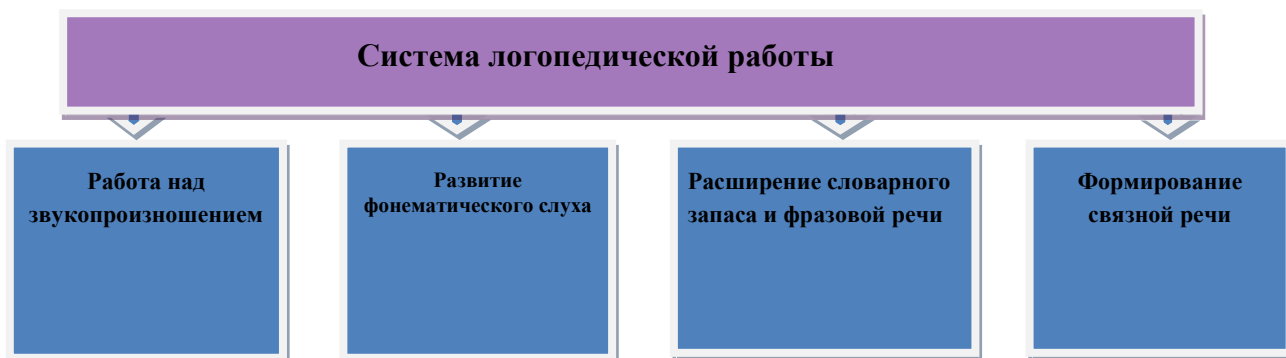 Система логопедической работы
Работа над
звукопроизношением
Развитие
фонематического слуха
Расширение словарного
запаса и фразовой речи
Формирование
связной речи